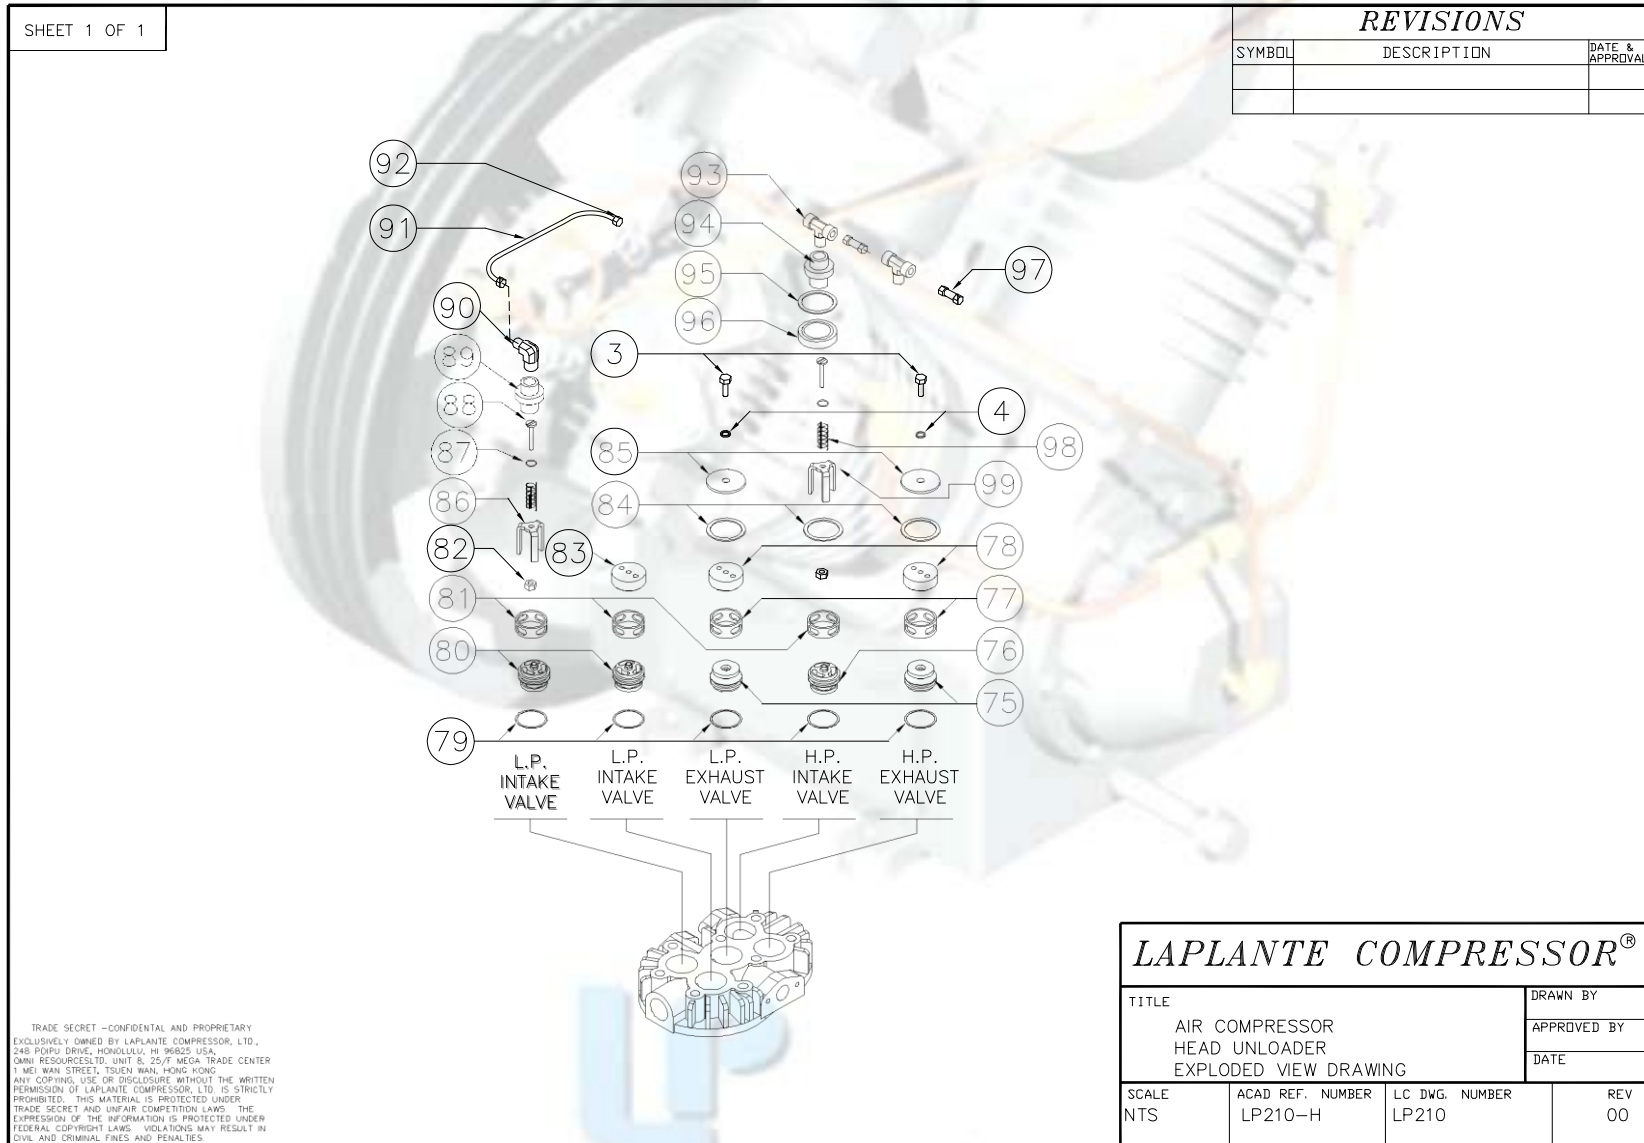 SHEET 1 OF 1
REVISIONS
SYMBOL DESCRIPTION DATE & APPROVAL
92
93
91
94
95
97
90
96
89
3
88
4
87
85
98
86
84
99
82
83
78
81
77
80
76
75
79
L.P. INTAKE VALVE
L.P. INTAKE VALVE
L.P. EXHAUST VALVE
H.P. INTAKE VALVE
H.P. EXHAUST VALVE
TRADE SECRET -CONFIDENTAL AND PROPRIETARY
EXCLUSIVELY OWNED BY LAPLANTE COMPRESSOR, LTD.,
248 POIPU DRIVE, HONOLULU, HI 96825 USA,
OMNI RESOURCESLTD. UNIT 8, 25/F MEGA TRADE CENTER
1 MEI WAN STREET, TSUEN WAN, HONG KONG
ANY COPYING, USE OR DISCLOSURE WITHOUT THE WRITTEN
PERMISSION OF LAPLANTE COMPRESSOR, LTD. IS STRICTLY
PROHIBITED. THIS MATERIAL IS PROTECTED UNDER
TRADE SECRET AND UNFAIR COMPETITION LAWS. THE
EXPRESSION OF THE INFORMATION IS PROTECTED UNDER
FEDERAL COPYRIGHT LAWS. VIOLATIONS MAY RESULT IN
CIVIL AND CRIMINAL FINES AND PENALTIES.
LAPLANTE COMPRESSOR®
TITLE
AIR COMPRESSOR
HEAD UNLOADER
EXPLODED VIEW DRAWING
DRAWN BY
APPROVED BY
DATE
SCALE ACAD REF. NUMBER LC DWG. NUMBER REV
NTS LP210-H LP210 00